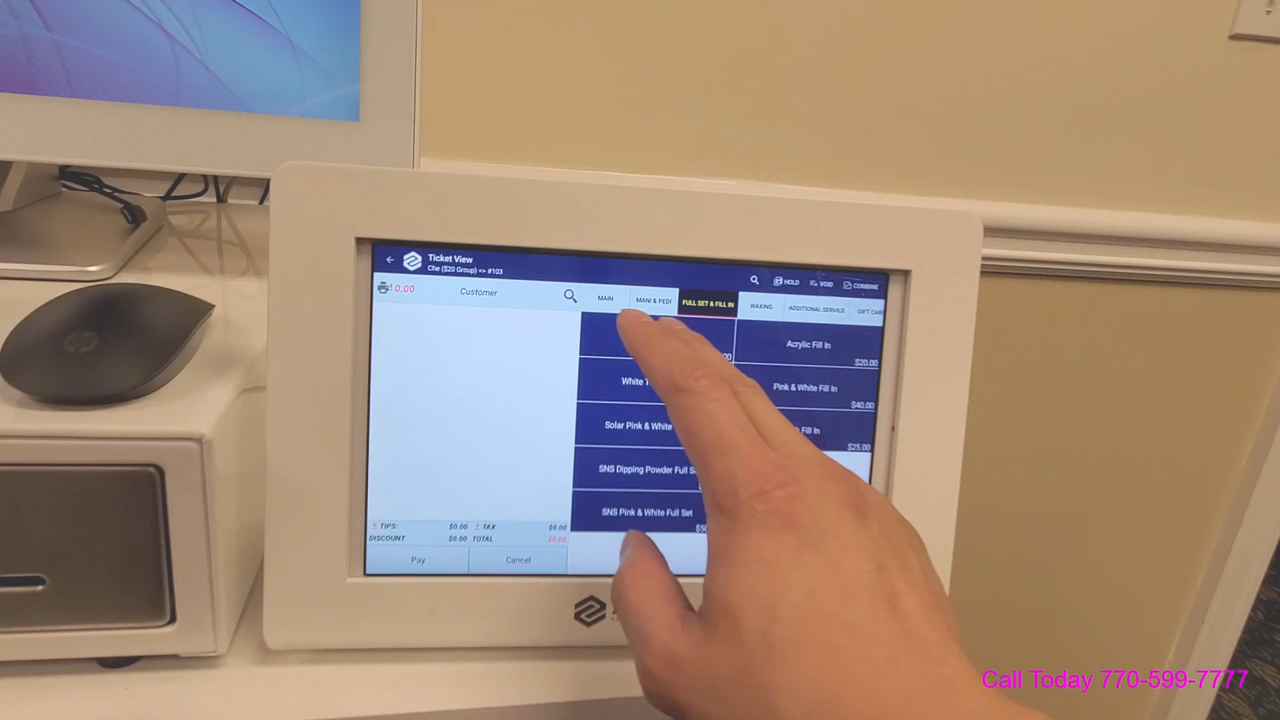 Ticket View
Che ($20 Group) => #103
HOLD
VOID
COMBINE
0.00
Customer
MAIN
MANI & PEDI
FULL SET & FILL IN
WAXING
ADDITIONAL SERVICE
GIFT CAR
Acrylic Fill In
$20.00
White
Pink & White Fill In
$40.00
Solar Pink & White
Fill In
$25.00
SNS Dipping Powder Full
SNS Pink & White Full Set
TIPS: $0.00 TAX $0.00
DISCOUNT $0.00 TOTAL $0.00
Pay
Cancel
hp
Call Today 770-599-7777